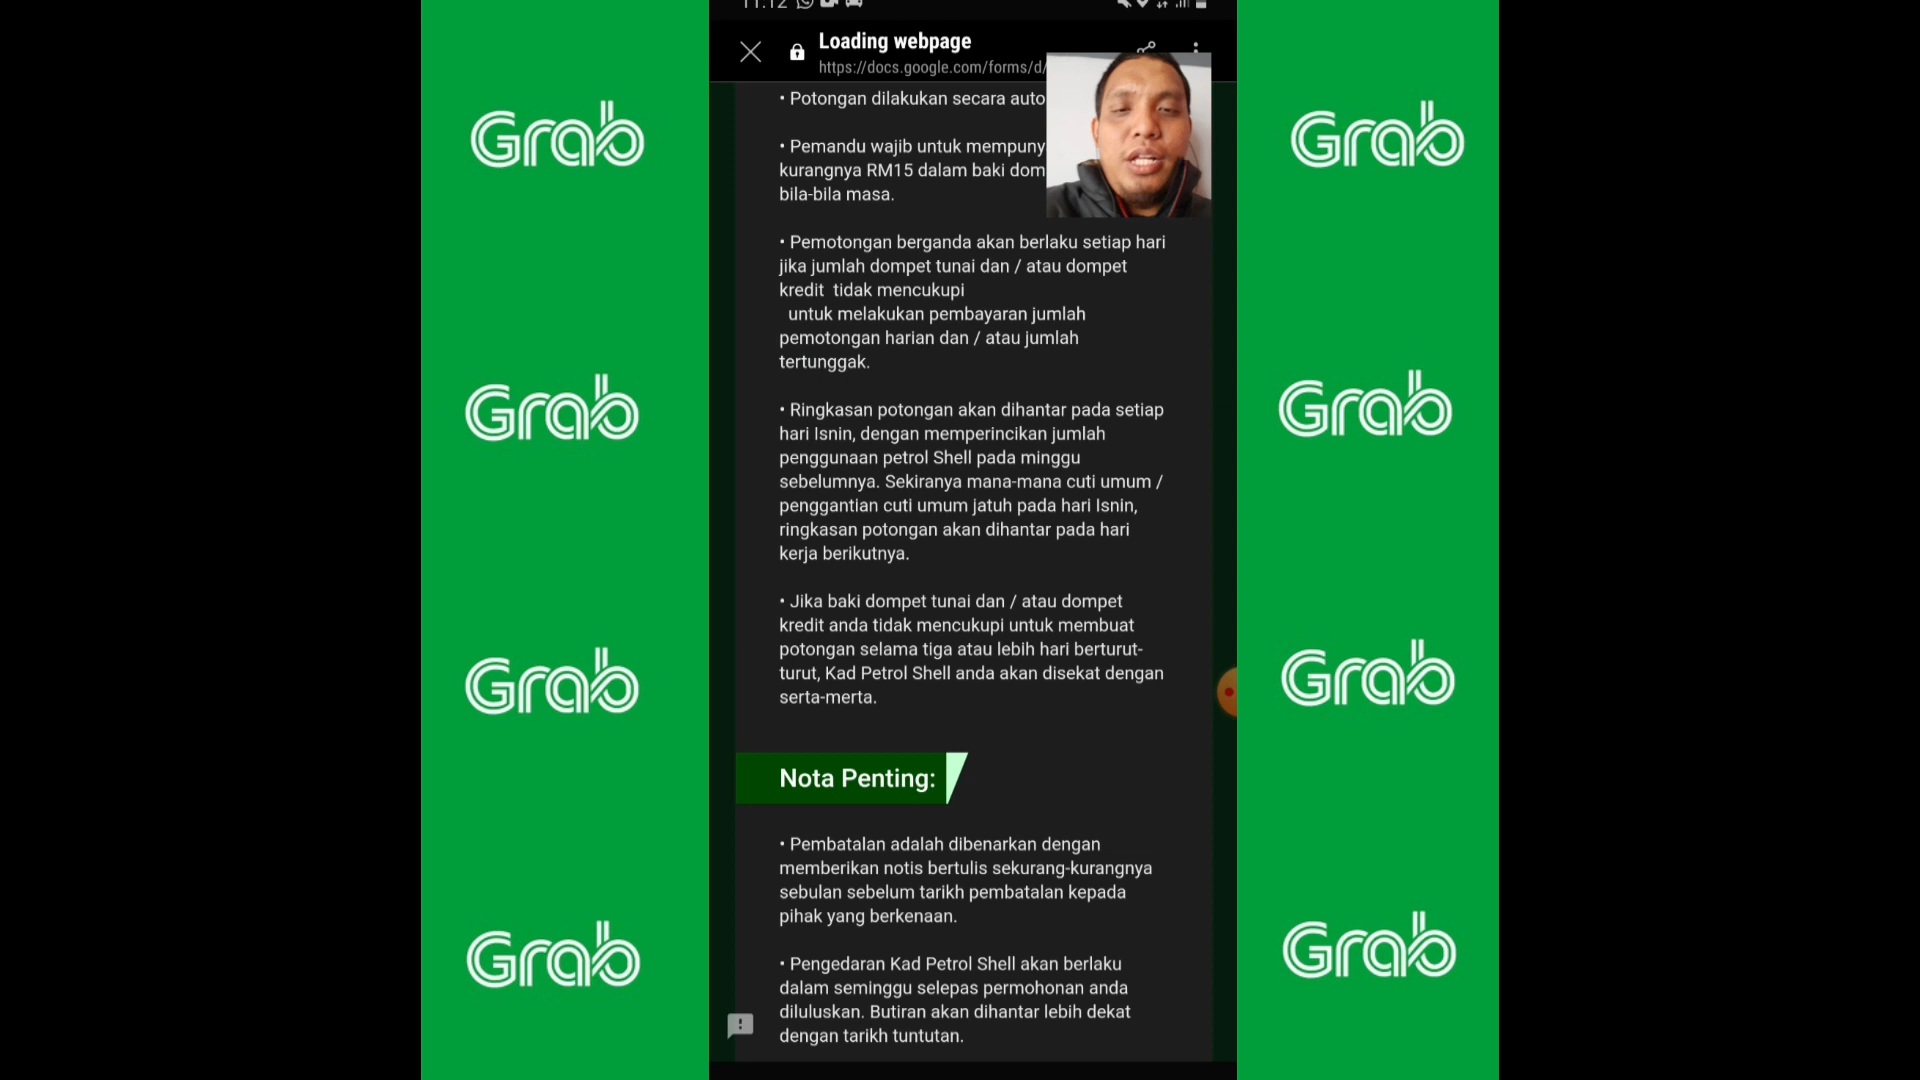 11:12
Loading webpage
https://docs.google.com/forms/d/
• Potongan dilakukan secara auto
• Pemandu wajib untuk mempuny
kurangnya RM15 dalam baki dom
bila-bila masa.
• Pemotongan berganda akan berlaku setiap hari
jika jumlah dompet tunai dan / atau dompet
kredit  tidak mencukupi
untuk melakukan pembayaran jumlah
pemotongan harian dan / atau jumlah
tertunggak.
• Ringkasan potongan akan dihantar pada setiap
hari Isnin, dengan memperincikan jumlah
penggunaan petrol Shell pada minggu
sebelumnya. Sekiranya mana-mana cuti umum /
penggantian cuti umum jatuh pada hari Isnin,
ringkasan potongan akan dihantar pada hari
kerja berikutnya.
• Jika baki dompet tunai dan / atau dompet
kredit anda tidak mencukupi untuk membuat
potongan selama tiga atau lebih hari berturut-
turut, Kad Petrol Shell anda akan disekat dengan
serta-merta.
Nota Penting:
• Pembatalan adalah dibenarkan dengan
memberikan notis bertulis sekurang-kurangnya
sebulan sebelum tarikh pembatalan kepada
pihak yang berkenaan.
• Pengedaran Kad Petrol Shell akan berlaku
dalam seminggu selepas permohonan anda
diluluskan. Butiran akan dihantar lebih dekat
dengan tarikh tuntutan.
Grab
Grab
Grab
Grab
Grab
Grab
Grab
Grab